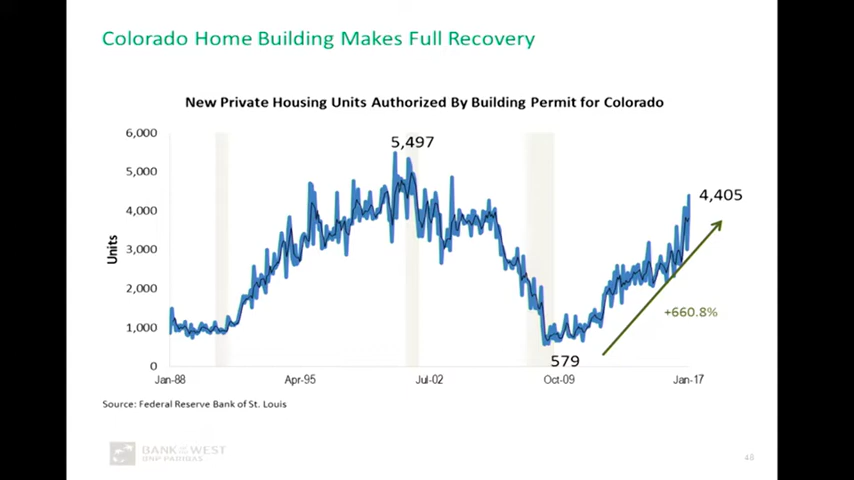 Colorado Home Building Makes Full Recovery
New Private Housing Units Authorized By Building Permit for Colorado
6,000
5,000
4,000
3,000
2,000
1,000
0
Units
5,497
4,405
+660.8%
579
Jan-88 Apr-95 Jul-02 Oct-09 Jan-17
Source: Federal Reserve Bank of St. Louis
BANK OF THE WEST
BNP PARIBAS
48